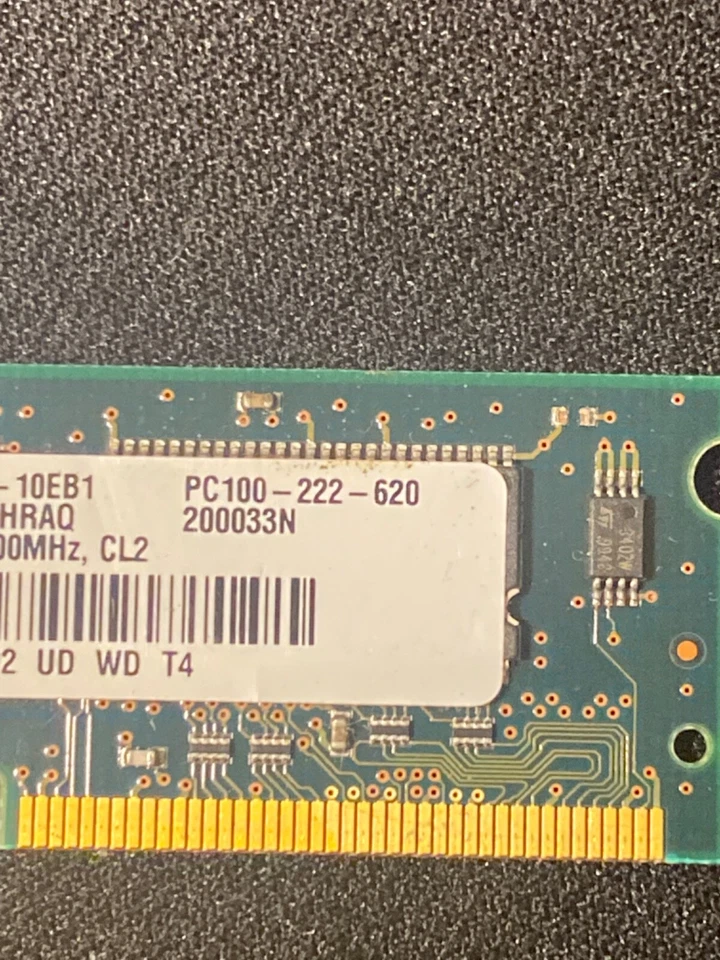 -10EB1 PC100-222-620
HRAQ 200033N
00MHz, CL2
2 UD WD T4